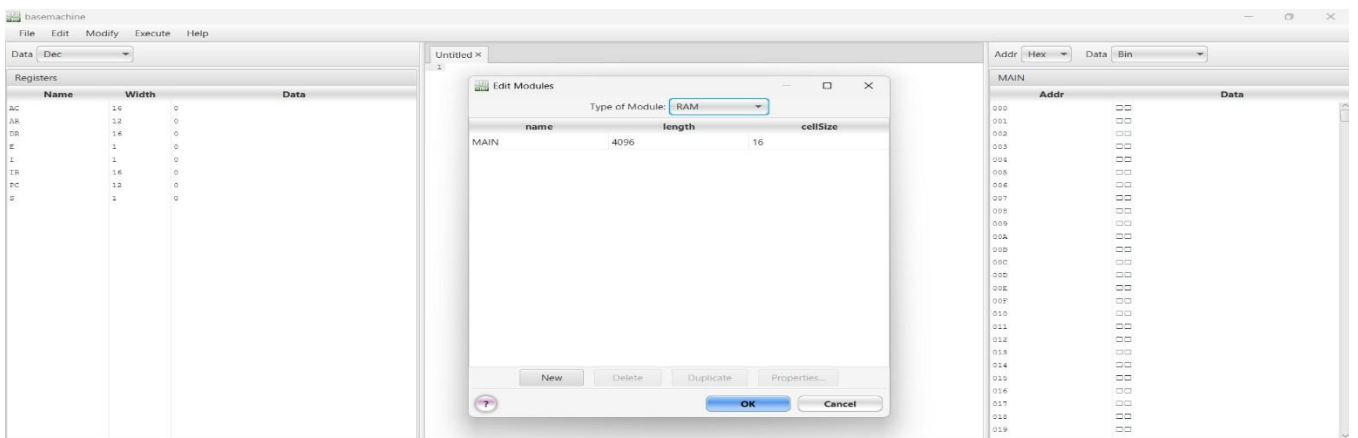 basemachine
File Edit Modify Execute Help
Data Dec
Registers
Name Width Data
AC 16 0
AR 12 0
DR 16 0
E 1 0
I 1 0
IR 16 0
PC 12 0
S 1 0
Untitled ×
1
Edit Modules
Type of Module: RAM
name length cellSize
MAIN 4096 16
New Delete Duplicate Properties...
? OK Cancel
Addr Hex Data Bin
MAIN
Addr Data
000 □□
001 □□
002 □□
003 □□
004 □□
005 □□
006 □□
007 □□
008 □□
009 □□
00A □□
00B □□
00C □□
00D □□
00E □□
00F □□
010 □□
011 □□
012 □□
013 □□
014 □□
015 □□
016 □□
017 □□
018 □□
019 □□